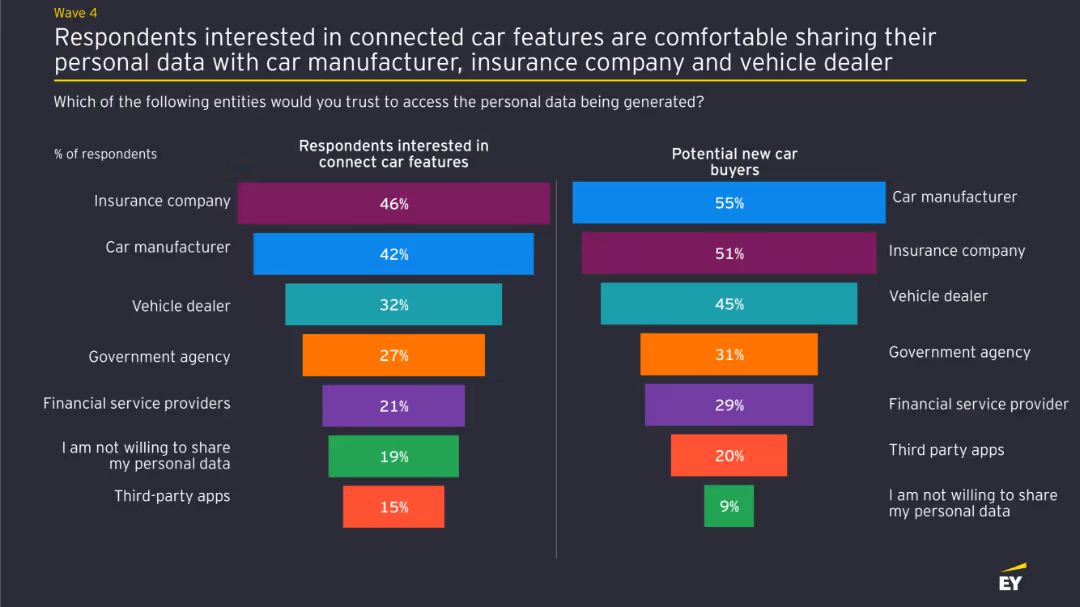 Wave 4
Respondents interested in connected car features are comfortable sharing their
personal data with car manufacturer, insurance company and vehicle dealer
Which of the following entities would you trust to access the personal data being generated?
% of respondents
Respondents interested in
connect car features
Insurance company
46%
Car manufacturer
42%
Vehicle dealer
32%
Government agency
27%
Financial service providers
21%
I am not willing to share
my personal data
19%
Third-party apps
15%
Potential new car
buyers
55%
Car manufacturer
51%
Insurance company
45%
Vehicle dealer
31%
Government agency
29%
Financial service provider
20%
Third party apps
9%
I am not willing to share
my personal data
EY